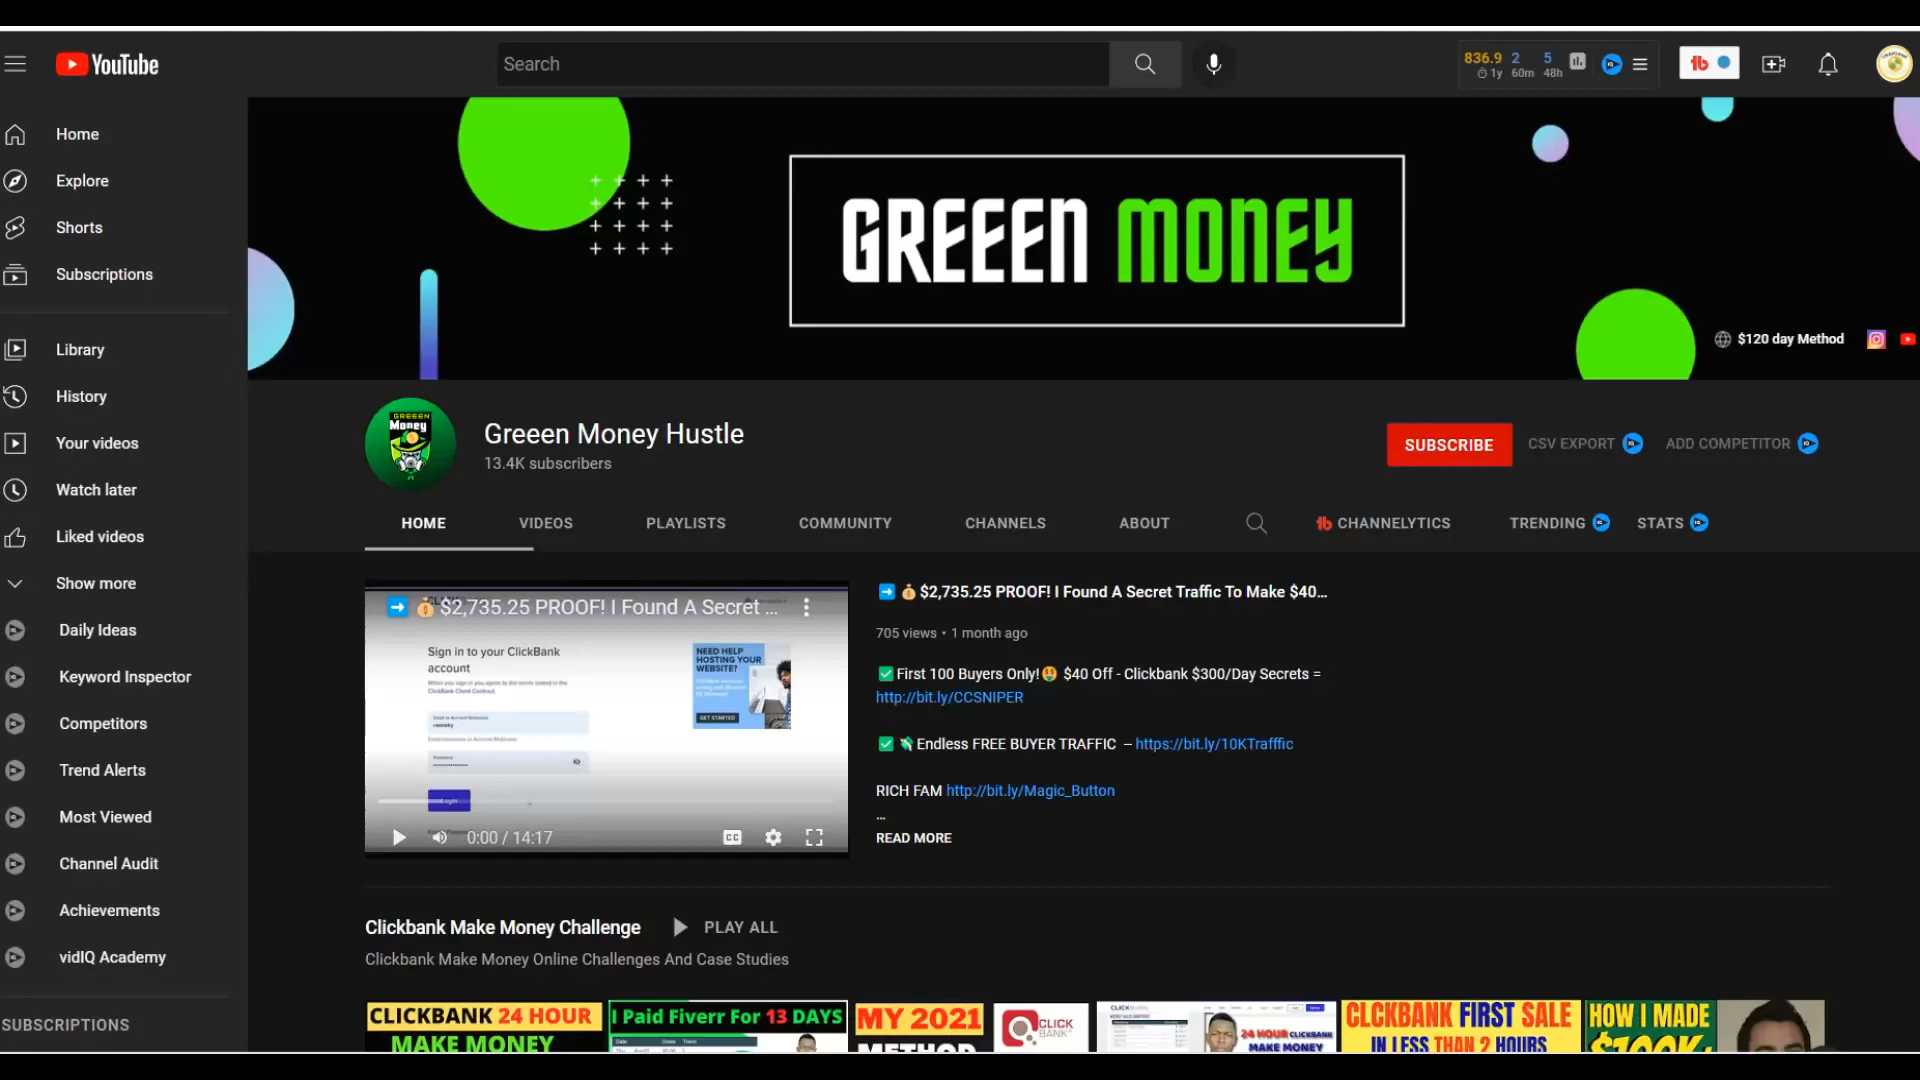 YouTube
Search
836.9 2 5
1y 60m 48h
Home
Explore
Shorts
Subscriptions
Library
History
Your videos
Watch later
Liked videos
Show more
Daily Ideas
Keyword Inspector
Competitors
Trend Alerts
Most Viewed
Channel Audit
Achievements
vidIQ Academy
SUBSCRIPTIONS
GREEEN MONEY
$120 day Method
GREEEN
Money
Greeen Money Hustle
13.4K subscribers
SUBSCRIBE
CSV EXPORT
ADD COMPETITOR
HOME
VIDEOS
PLAYLISTS
COMMUNITY
CHANNELS
ABOUT
CHANNELYTICS
TRENDING
STATS
$2,735.25 PROOF! I Found A Secret ...
Sign in to your ClickBank
account
NEED HELP
HOSTING YOUR
WEBSITE?
GET STARTED
Login
0:00 / 14:17
CC
$2,735.25 PROOF! I Found A Secret Traffic To Make $40...
705 views • 1 month ago
✅First 100 Buyers Only!🤑 $40 Off - Clickbank $300/Day Secrets =
http://bit.ly/CCSNIPER
✅ 💸 Endless FREE BUYER TRAFFIC – https://bit.ly/10KTrafffic
RICH FAM http://bit.ly/Magic_Button
...
READ MORE
Clickbank Make Money Challenge
PLAY ALL
Clickbank Make Money Online Challenges And Case Studies
CLICKBANK 24 HOUR
MAKE MONEY
I Paid Fiverr For 13 DAYS
MY 2021
METHOD
CLICK
BANK
24 HOUR CLICKBANK
MAKE MONEY
CLCKBANK FIRST SALE
IN LESS THAN 2 HOURS
HOW I MADE
$100K+